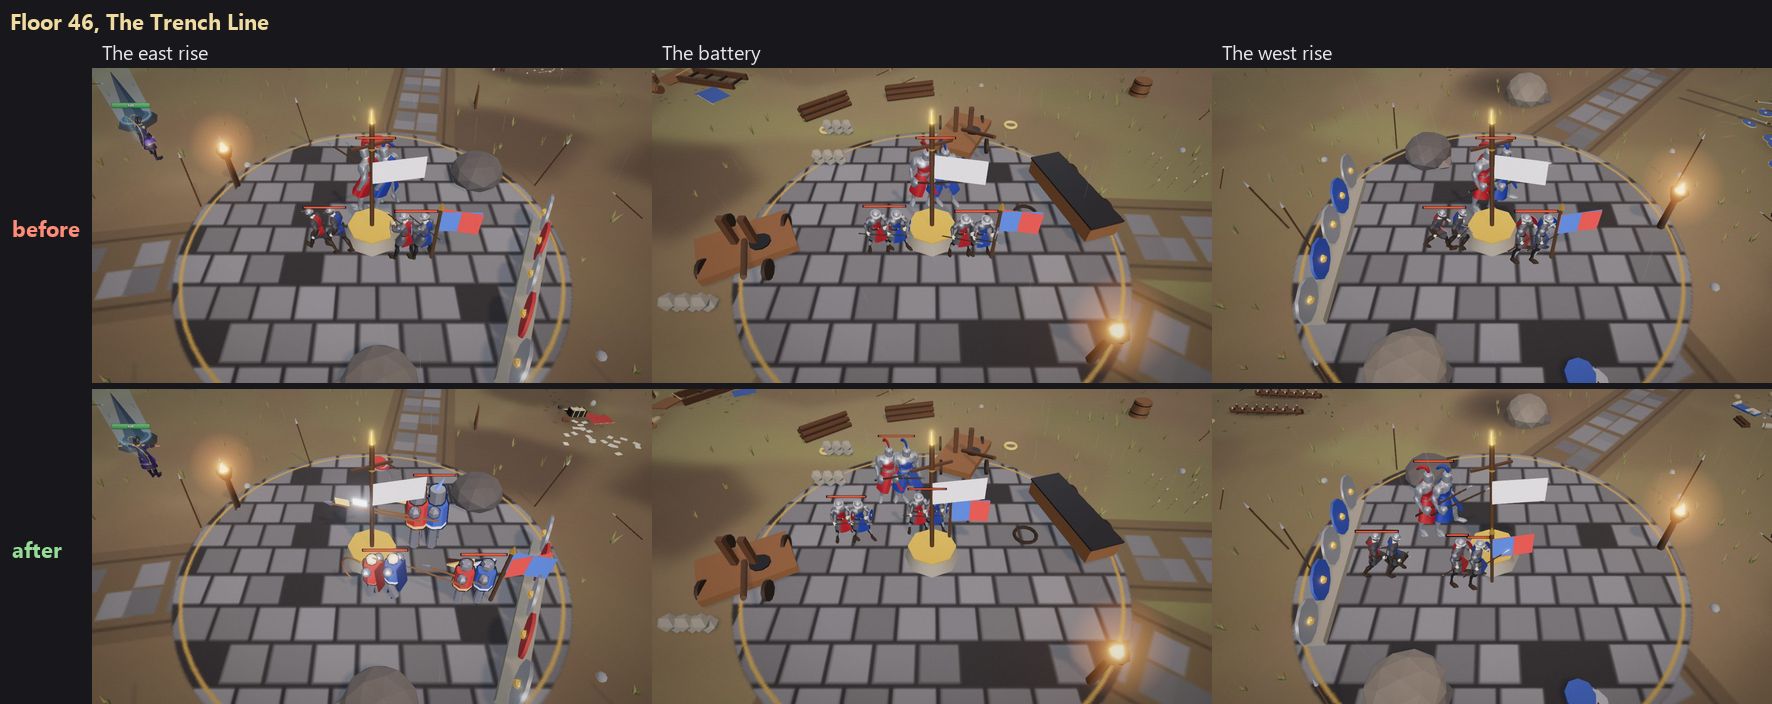 Floor 46, The Trench Line
The east rise
The battery
The west rise
before
after